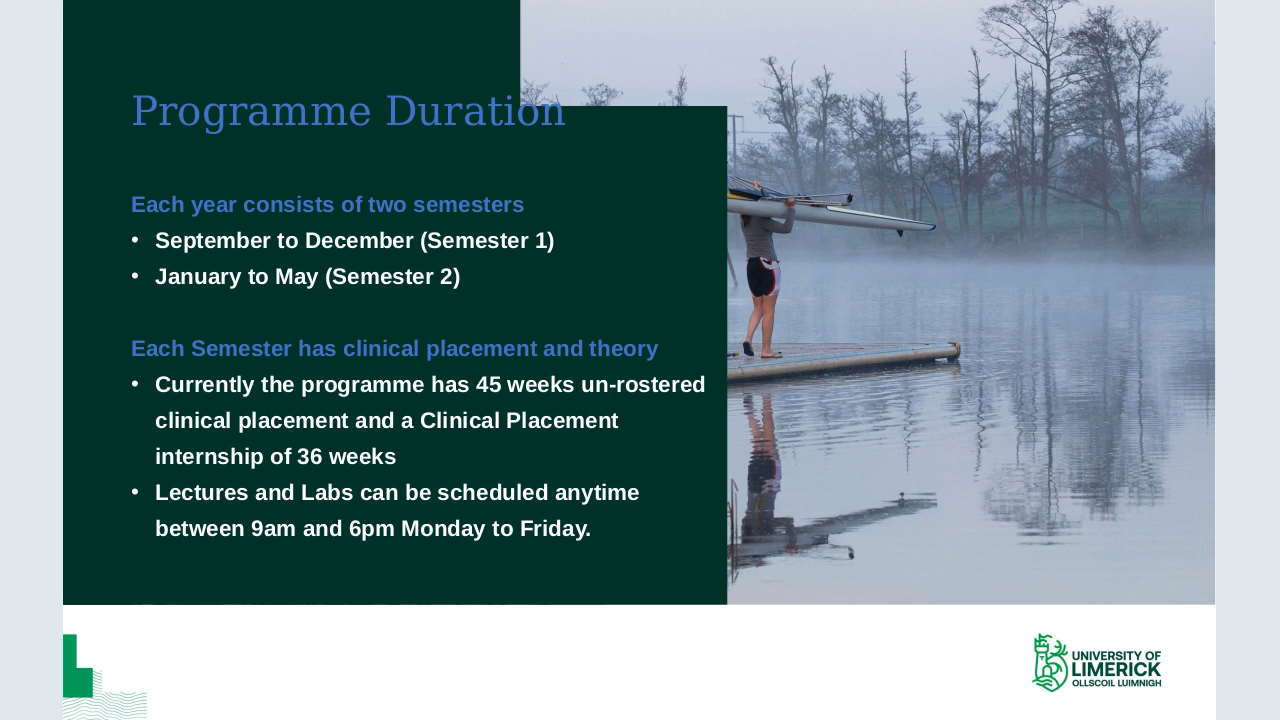 Programme Duration
Each year consists of two semesters
• September to December (Semester 1)
• January to May (Semester 2)
Each Semester has clinical placement and theory
• Currently the programme has 45 weeks un-rostered
clinical placement and a Clinical Placement
internship of 36 weeks
• Lectures and Labs can be scheduled anytime
between 9am and 6pm Monday to Friday.
UNIVERSITY OF
LIMERICK
OLLSCOIL LUIMNIGH